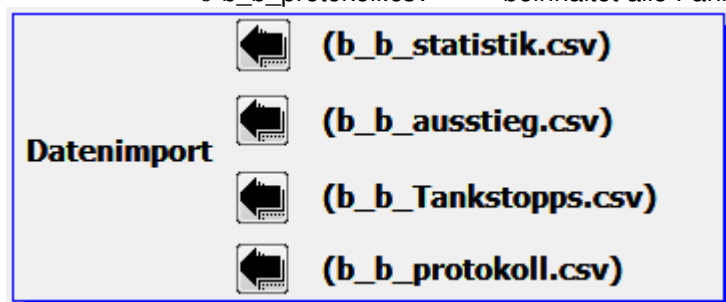 (b_b_statistik.csv)
(b_b_ausstieg.csv)
Datenimport
(b_b_Tankstopps.csv)
(b_b_protokoll.csv)